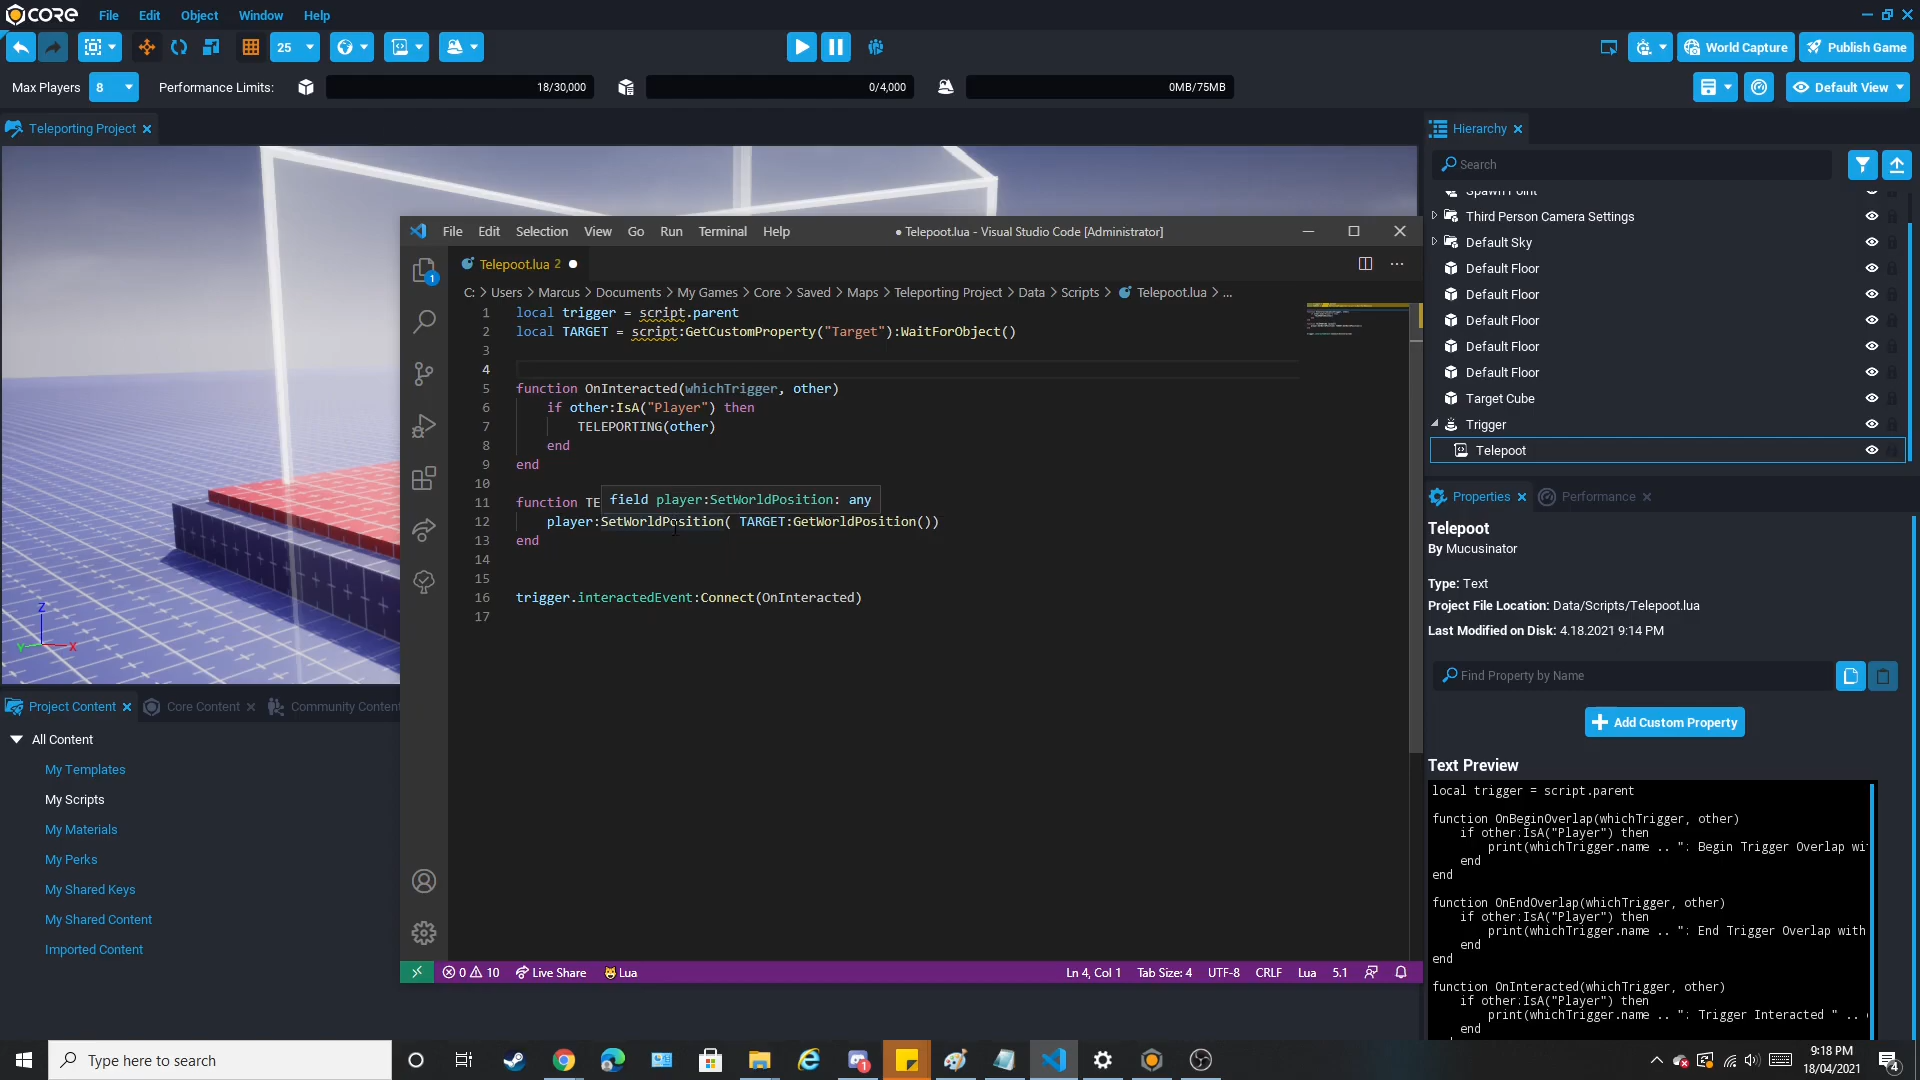 CORE File Edit Object Window Help
25 World Capture Publish Game
Max Players 8 Performance Limits: 18/30,000 0/4,000 0MB/75MB Default View
Teleporting Project
Hierarchy
Search
Spawn Point
Third Person Camera Settings
Default Sky
Default Floor
Default Floor
Default Floor
Default Floor
Default Floor
Target Cube
Trigger
Telepoot
File Edit Selection View Go Run Terminal Help ● Telepoot.lua - Visual Studio Code [Administrator]
Telepoot.lua 2
C: > Users > Marcus > Documents > My Games > Core > Saved > Maps > Teleporting Project > Data > Scripts > Telepoot.lua > ...
1 local trigger = script.parent
2 local TARGET = script:GetCustomProperty("Target"):WaitForObject()
3
4
5 function OnInteracted(whichTrigger, other)
6 if other:IsA("Player") then
7 TELEPORTING(other)
8 end
9 end
10
field player:SetWorldPosition: any
11 function TE
12 player:SetWorldPosition( TARGET:GetWorldPosition())
13 end
14
15
16 trigger.interactedEvent:Connect(OnInteracted)
17
1
0 10 Live Share Lua Ln 4, Col 1 Tab Size: 4 UTF-8 CRLF Lua 5.1
Z
Y X
Project Content Core Content Community Conten
All Content
My Templates
My Scripts
My Materials
My Perks
My Shared Keys
My Shared Content
Imported Content
Properties Performance
Telepoot
By Mucusinator
Type: Text
Project File Location: Data/Scripts/Telepoot.lua
Last Modified on Disk: 4.18.2021 9:14 PM
Find Property by Name
Add Custom Property
Text Preview
local trigger = script.parent
function OnBeginOverlap(whichTrigger, other)
if other:IsA("Player") then
print(whichTrigger.name .. ": Begin Trigger Overlap wi
end
end
function OnEndOverlap(whichTrigger, other)
if other:IsA("Player") then
print(whichTrigger.name .. ": End Trigger Overlap with
end
end
function OnInteracted(whichTrigger, other)
if other:IsA("Player") then
print(whichTrigger.name .. ": Trigger Interacted " ..
end
Type here to search
1
9:18 PM
18/04/2021
4